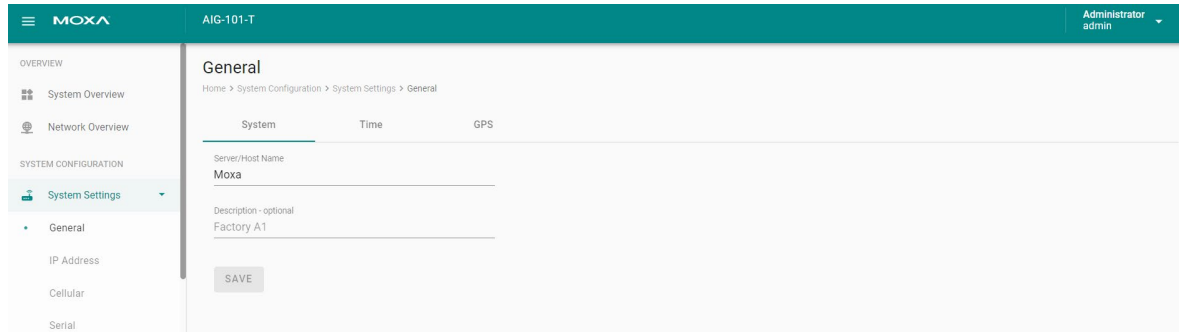 MOXA
AIG-101-T
Administrator
admin
OVERVIEW
System Overview
Network Overview
SYSTEM CONFIGURATION
System Settings
General
IP Address
Cellular
Serial
General
Home > System Configuration > System Settings > General
System Time GPS
Server/Host Name
Moxa
Description - optional
Factory A1
SAVE